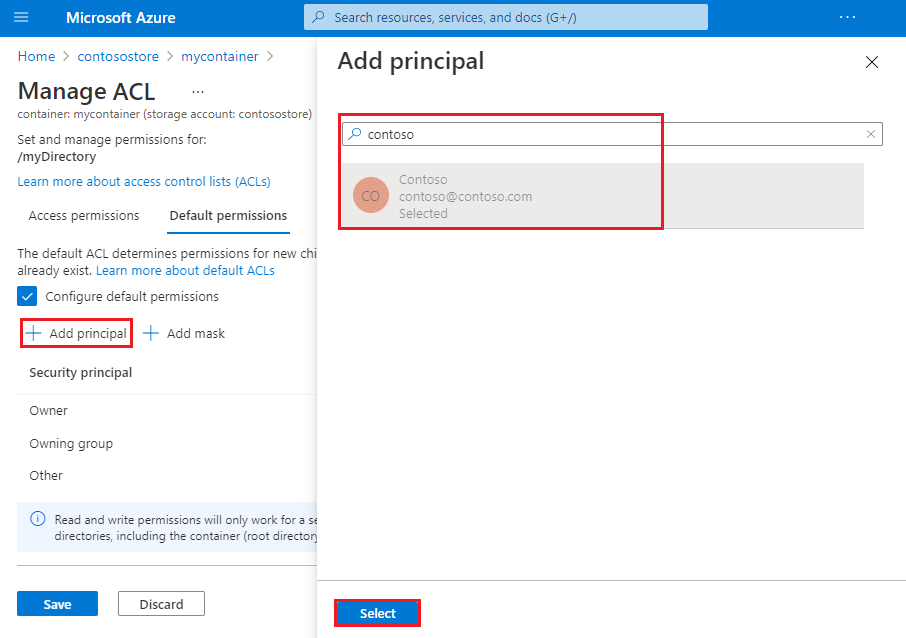 Microsoft Azure
Search resources, services, and docs (G+/)
...
Home > contosostore > mycontainer >
Manage ACL ...
container: mycontainer (storage account: contosostore)
Set and manage permissions for:
/myDirectory
Learn more about access control lists (ACLs)
Access permissions Default permissions
The default ACL determines permissions for new chi
already exist. Learn more about default ACLs
Configure default permissions
Add principal Add mask
Security principal
Owner
Owning group
Other
Read and write permissions will only work for a se
directories, including the container (root directory
Save Discard
Add principal
contoso
CO
Contoso
contoso@contoso.com
Selected
Select